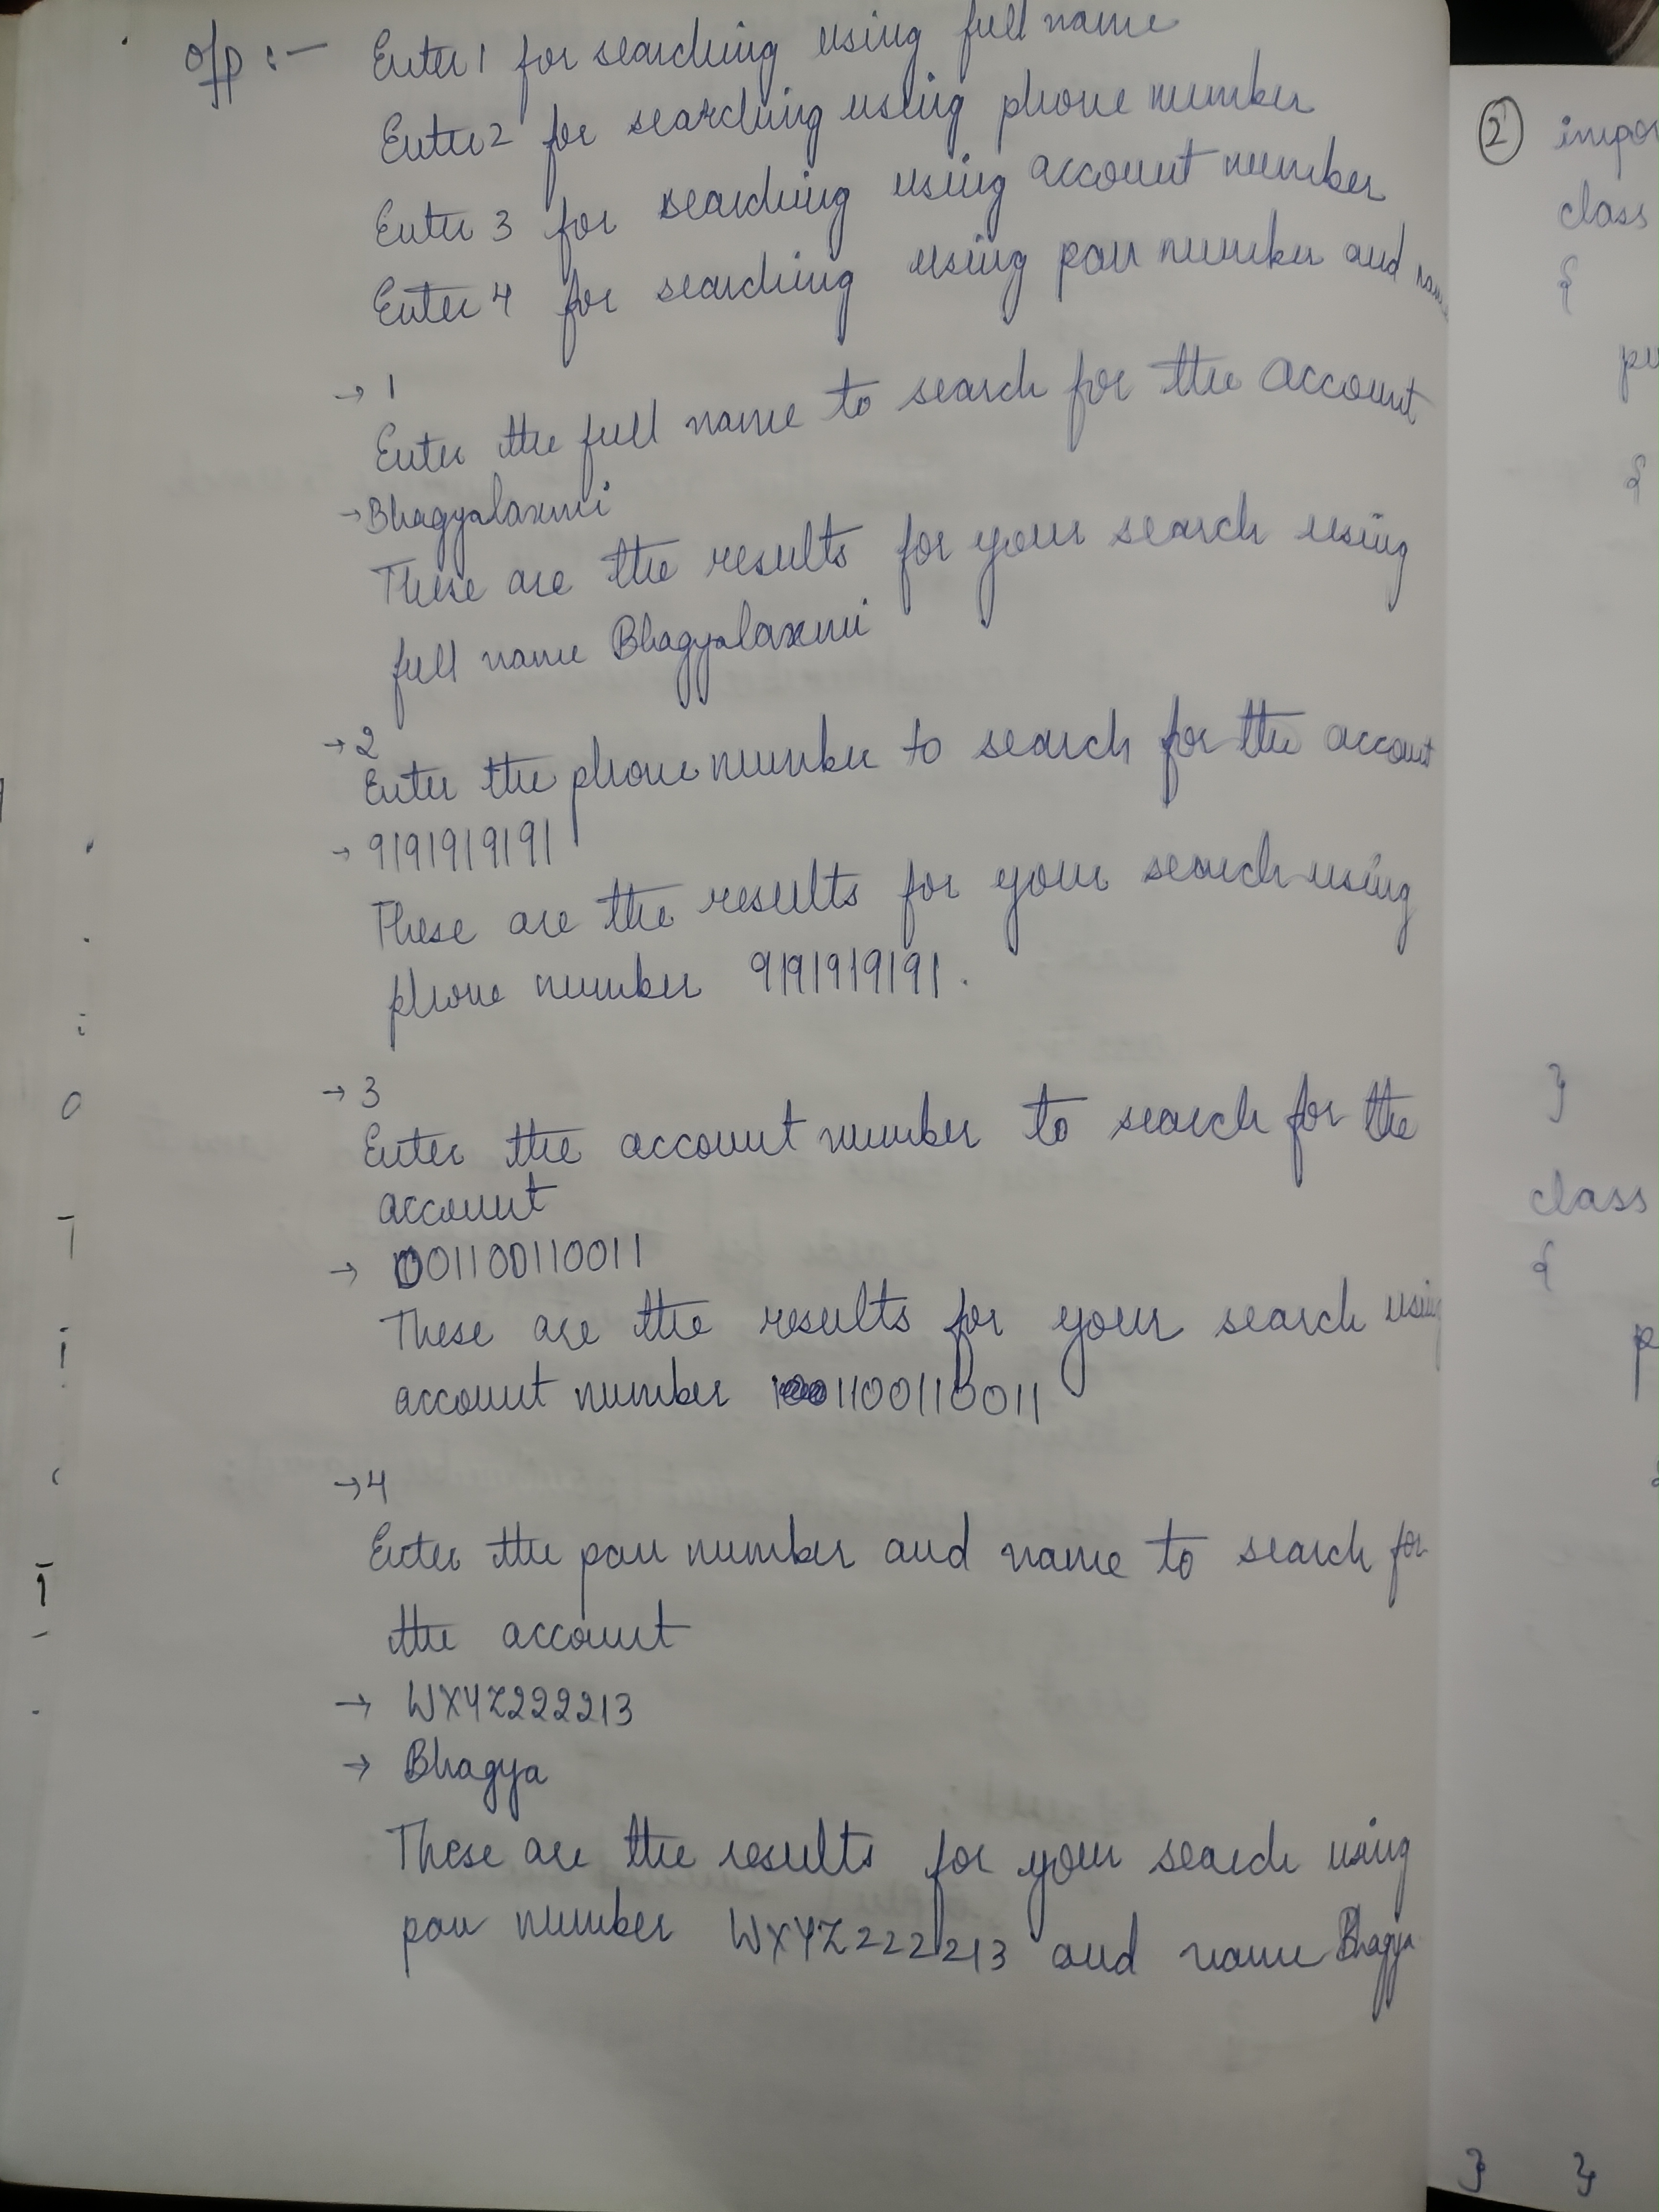 o/p :- Enter 1 for searching using full name
Enter 2 for searching using phone number
Enter 3 for searching using account number
Enter 4 for searching using pan number and name
→ 1
Enter the full name to search for the account
→ Bhagyalaxmi
These are the results for your search using
full name Bhagyalaxmi
→ 2
Enter the phone number to search for the account
→ 9191919191
These are the results for your search using
phone number 9191919191.
→ 3
Enter the account number to search for the
account
→ 001100110011
These are the results for your search using
account number 1100110011
→ 4
Enter the pan number and name to search for
the account
→ WXYZ222213
→ Bhagya
These are the results for your search using
pan number WXYZ222213 and name Bhagya
② impor
class
{
pu
{
}
class
{
p
} }